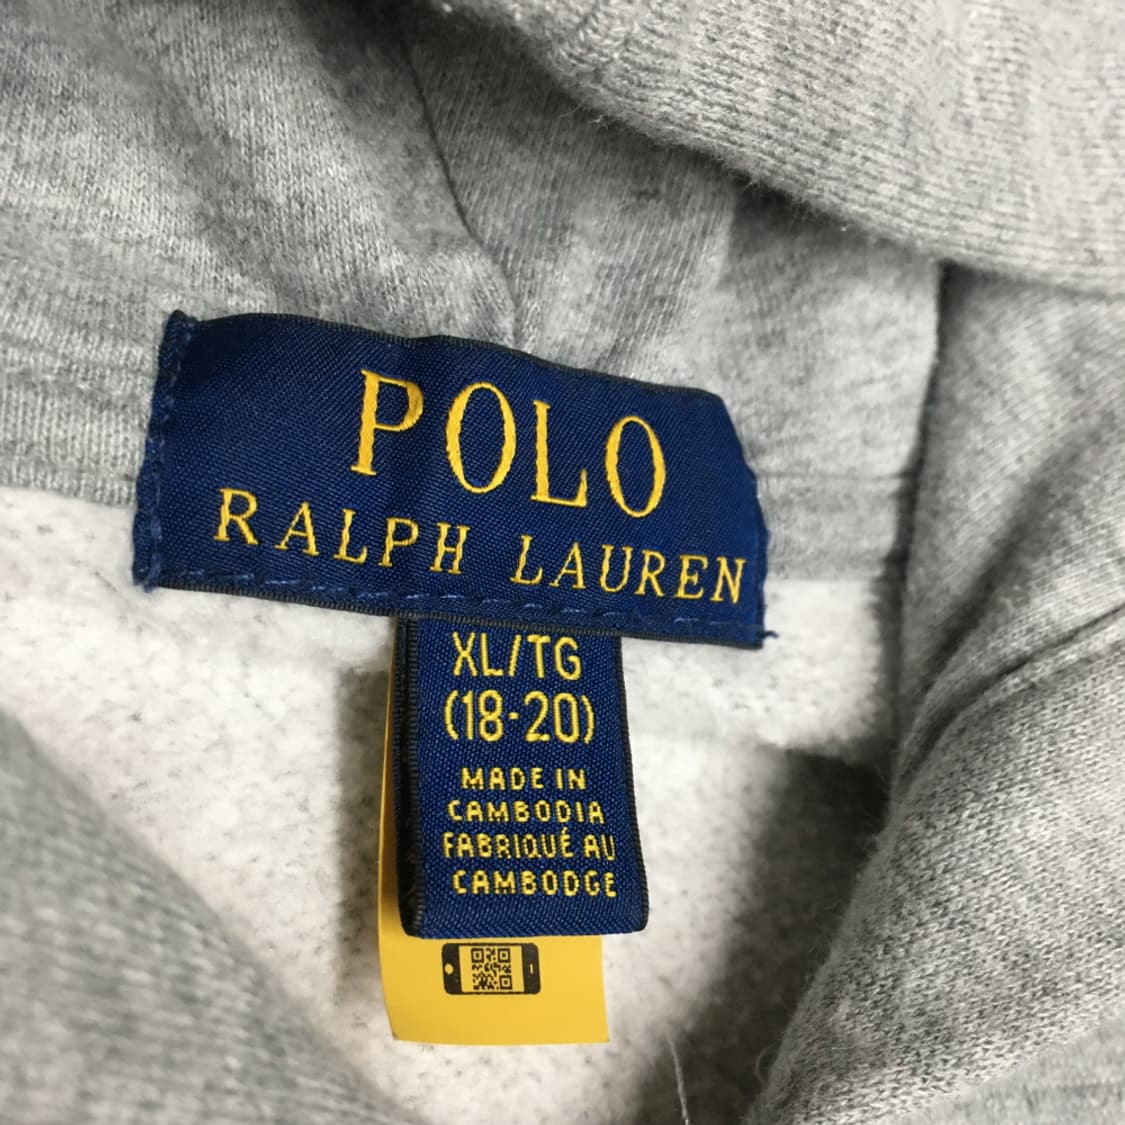 POLO
RALPH LAUREN
XL/TG
(18-20)
MADE IN
CAMBODIA
FABRIQUÉ AU
CAMBODGE